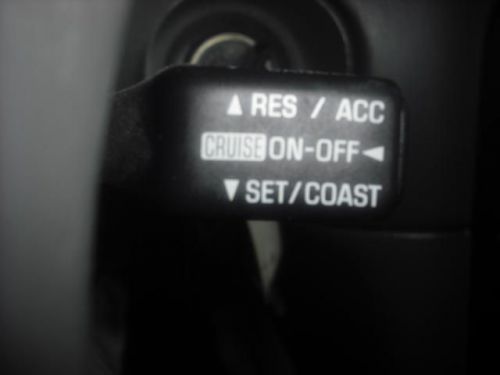 ▲ RES / ACC
CRUISE ON-OFF ◄
▼ SET/COAST